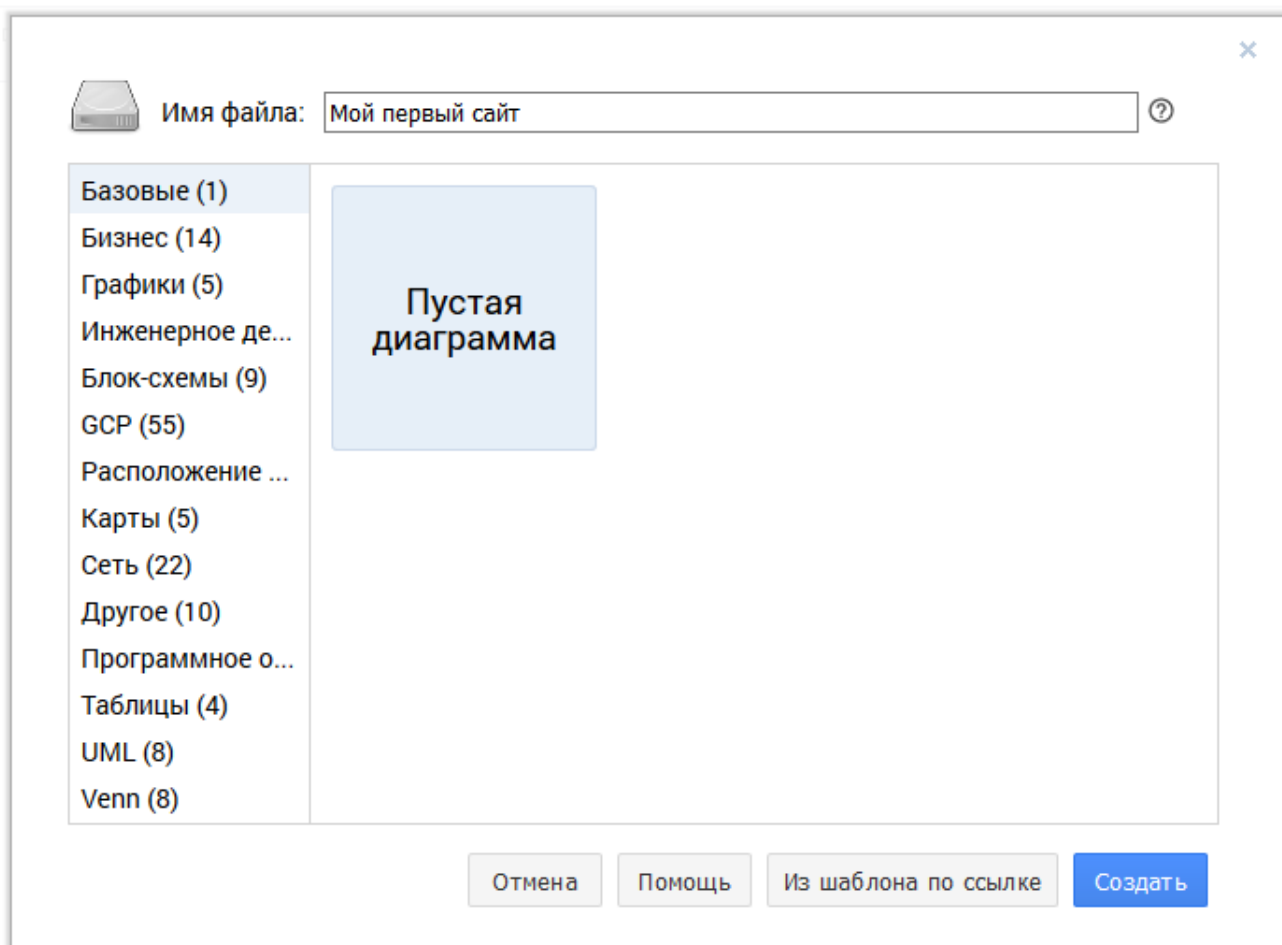 ×
Имя файла: Мой первый сайт ?
Базовые (1)
Бизнес (14)
Графики (5)
Инженерное де...
Блок-схемы (9)
GCP (55)
Расположение ...
Карты (5)
Сеть (22)
Другое (10)
Программное о...
Таблицы (4)
UML (8)
Venn (8)
Пустая
диаграмма
Отмена Помощь Из шаблона по ссылке Создать